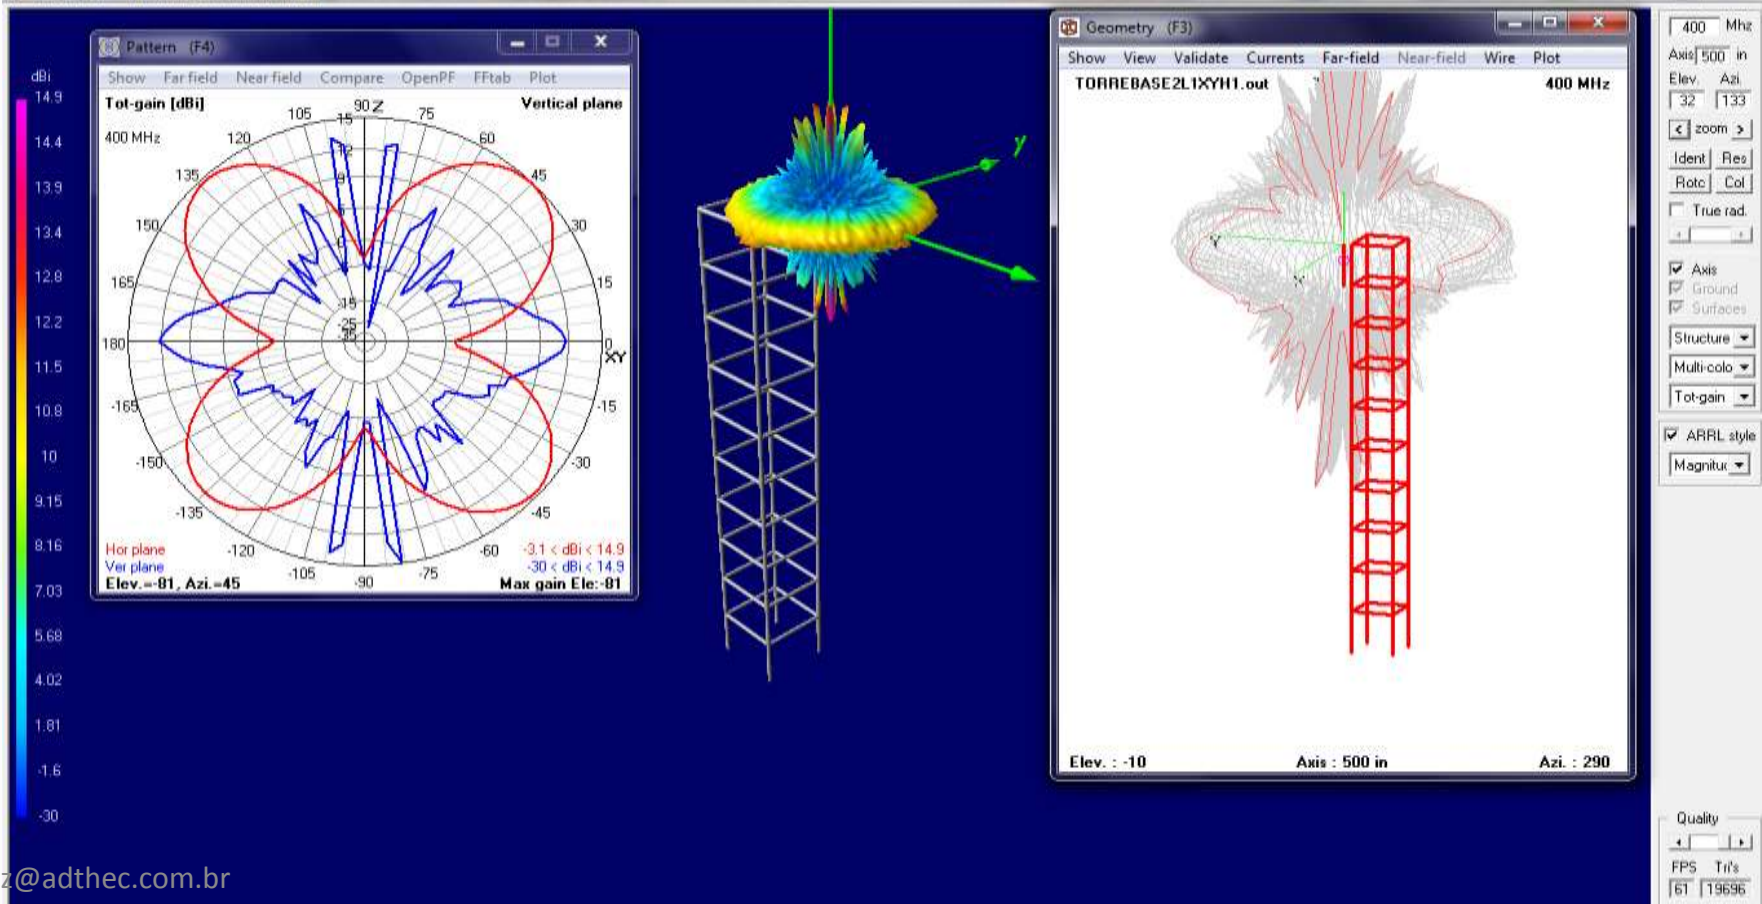 dBi
14.9
14.4
13.9
13.4
12.8
12.2
11.5
10.8
10
9.15
8.16
7.03
5.68
4.02
1.81
-1.6
-30
Pattern (F4)
Show Far field Near field Compare OpenPF FFtab Plot
Tot-gain [dBi] Vertical plane
400 MHz
90 Z
105 75
120 60
135 45
150 30
165 15
180 0
XY
-165 -15
-150 -30
-135 -45
-120 -60
-105 -75
-90
15
12
9
Hor plane -3.1 < dBi < 14.9
Ver plane -30 < dBi < 14.9
Elev.=-81, Azi.=45 Max gain Ele:-81
y
Geometry (F3)
Show View Validate Currents Far-field Near-field Wire Plot
TORREBASE2L1XYH1.out 400 MHz
Y
X
Elev. : -10 Axis : 500 in Azi. : 290
400 Mhz
Axis 500 in
Elev. Azi.
32 133
< zoom >
Ident Res
Rotc Col
True rad.
Axis
Ground
Surfaces
Structure
Multi-colo
Tot-gain
ARRL style
Magnituc
Quality
FPS Tri's
61 19696
z@adthec.com.br